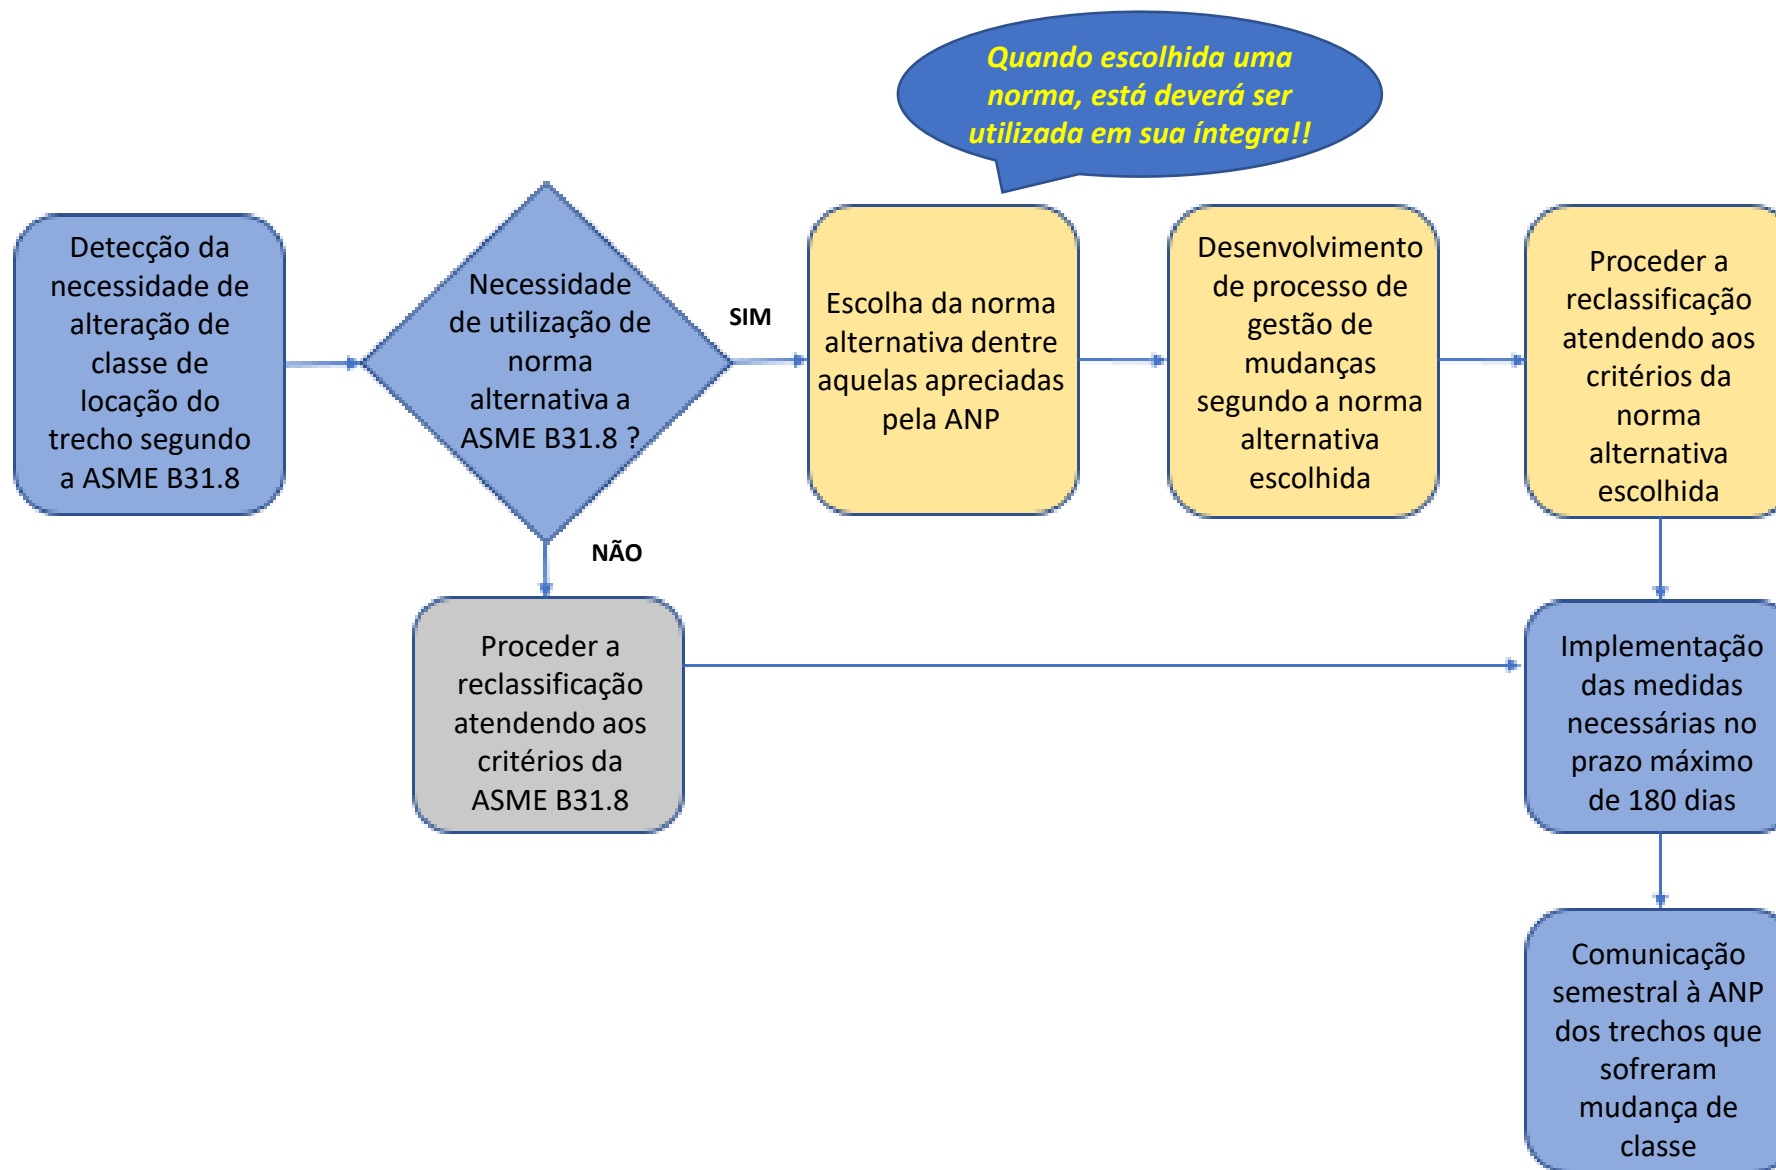 Quando escolhida uma
norma, está deverá ser
utilizada em sua íntegra!!
Detecção da
necessidade de
alteração de
classe de
locação do
trecho segundo
a ASME B31.8
Necessidade
de utilização de
norma
alternativa a
ASME B31.8 ?
SIM
Escolha da norma
alternativa dentre
aquelas apreciadas
pela ANP
Desenvolvimento
de processo de
gestão de
mudanças
segundo a norma
alternativa
escolhida
Proceder a
reclassificação
atendendo aos
critérios da
norma
alternativa
escolhida
NÃO
Proceder a
reclassificação
atendendo aos
critérios da
ASME B31.8
Implementação
das medidas
necessárias no
prazo máximo
de 180 dias
Comunicação
semestral à ANP
dos trechos que
sofreram
mudança de
classe